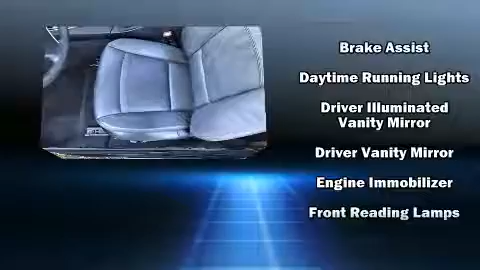 Brake Assist
Daytime Running Lights
Driver Illuminated
Vanity Mirror
Driver Vanity Mirror
Engine Immobilizer
Front Reading Lamps